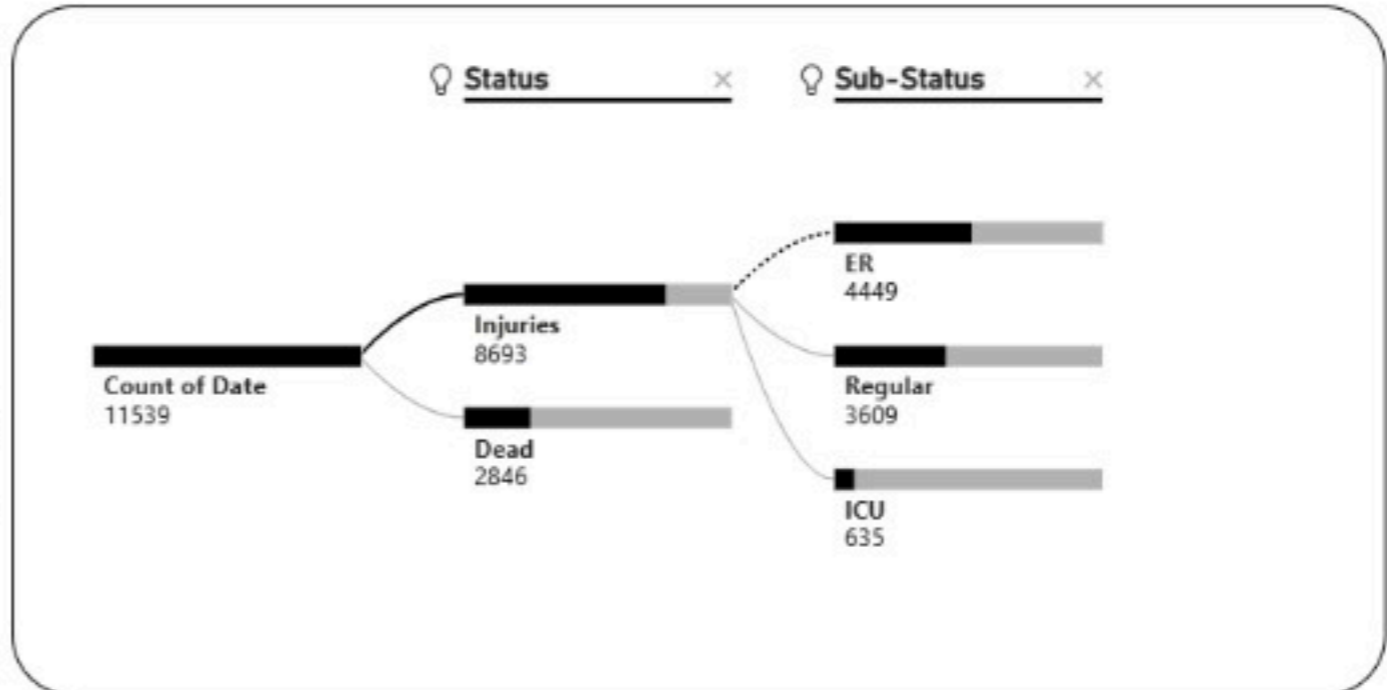 Status
Sub-Status
Count of Date
11539
Injuries
8693
Dead
2846
ER
4449
Regular
3609
ICU
635